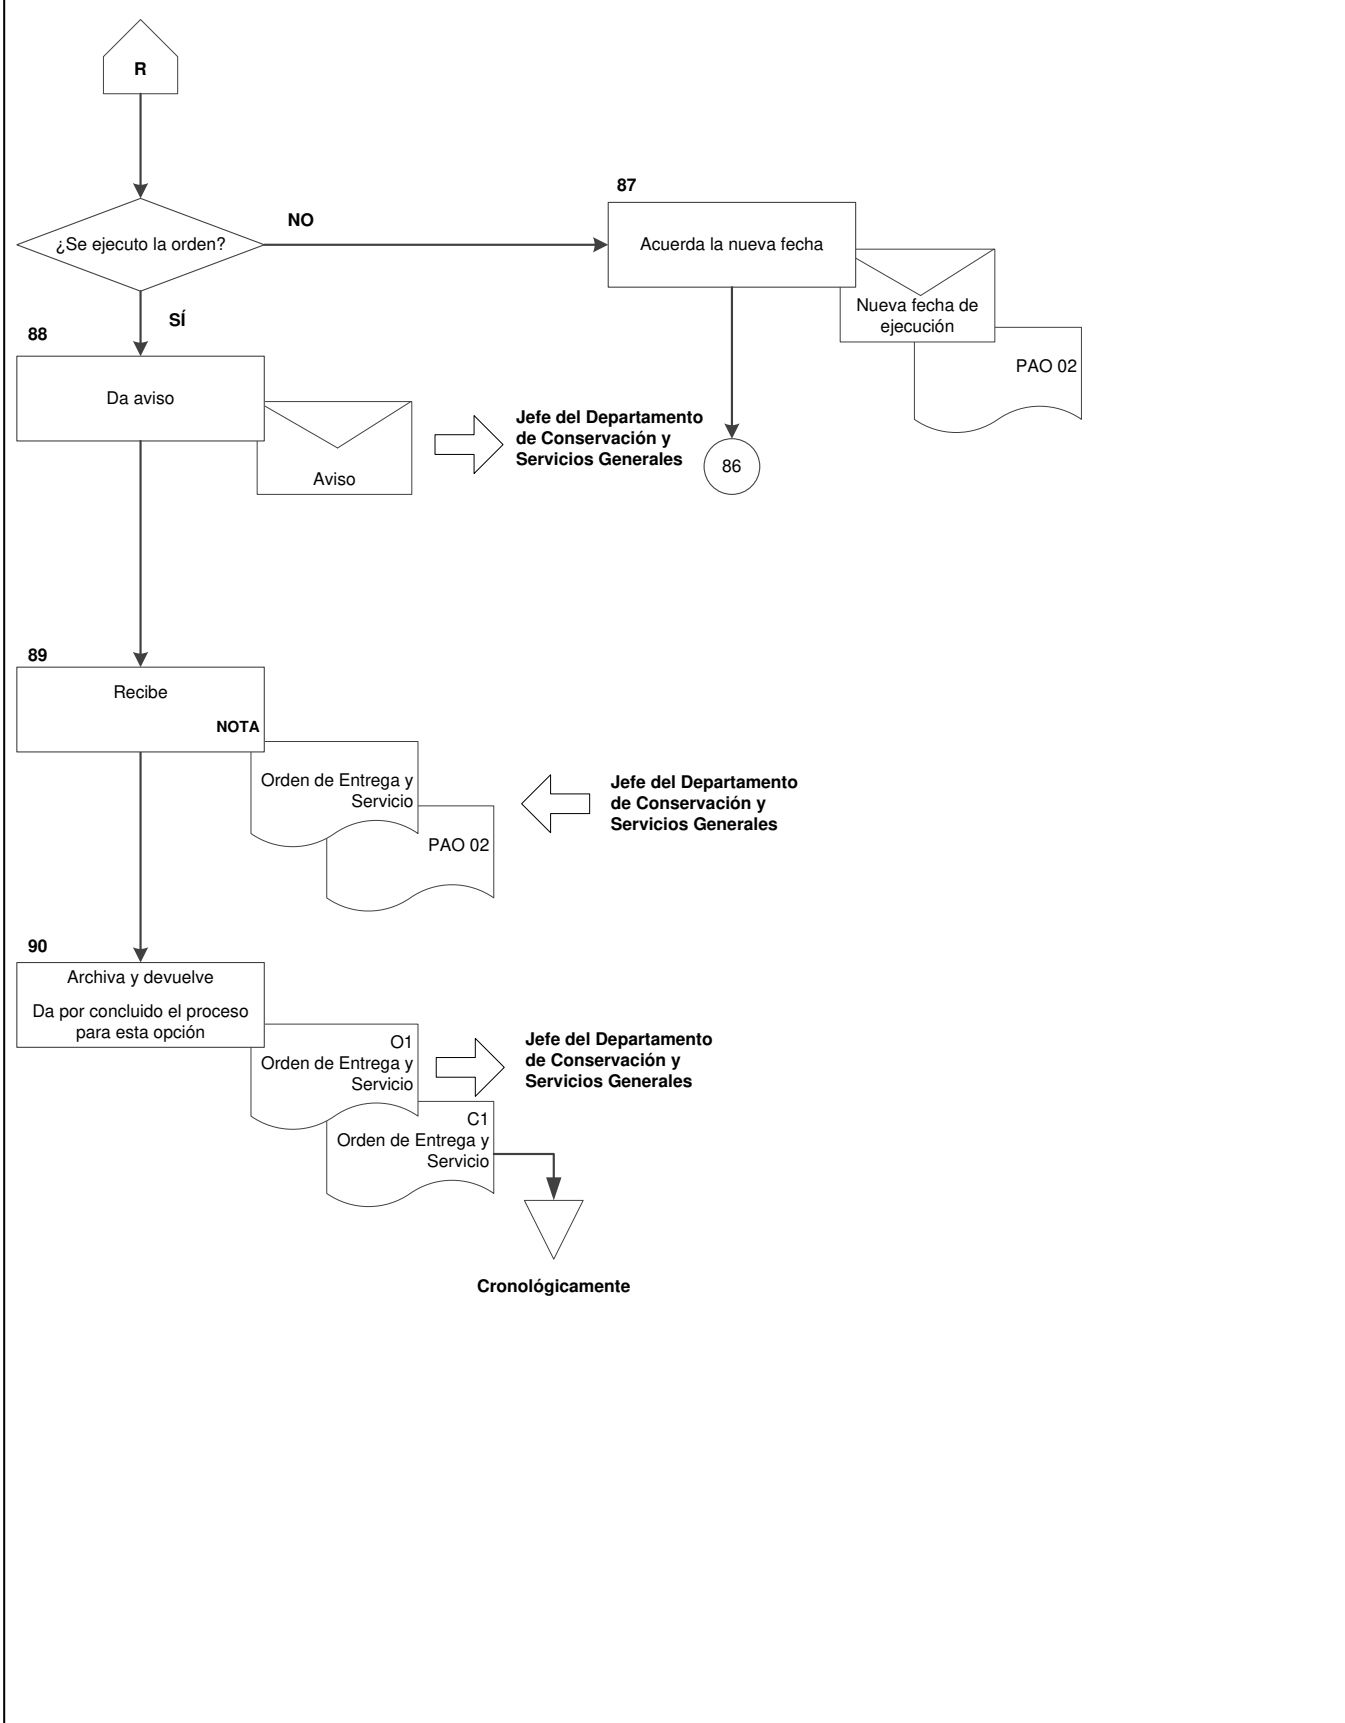 R
¿Se ejecuto la orden?
NO
87
Acuerda la nueva fecha
Nueva fecha de
ejecución
PAO 02
86
SÍ
88
Da aviso
Aviso
Jefe del Departamento
de Conservación y
Servicios Generales
89
Recibe
NOTA
Orden de Entrega y
Servicio
PAO 02
Jefe del Departamento
de Conservación y
Servicios Generales
90
Archiva y devuelve
Da por concluido el proceso
para esta opción
O1
Orden de Entrega y
Servicio
Jefe del Departamento
de Conservación y
Servicios Generales
C1
Orden de Entrega y
Servicio
Cronológicamente